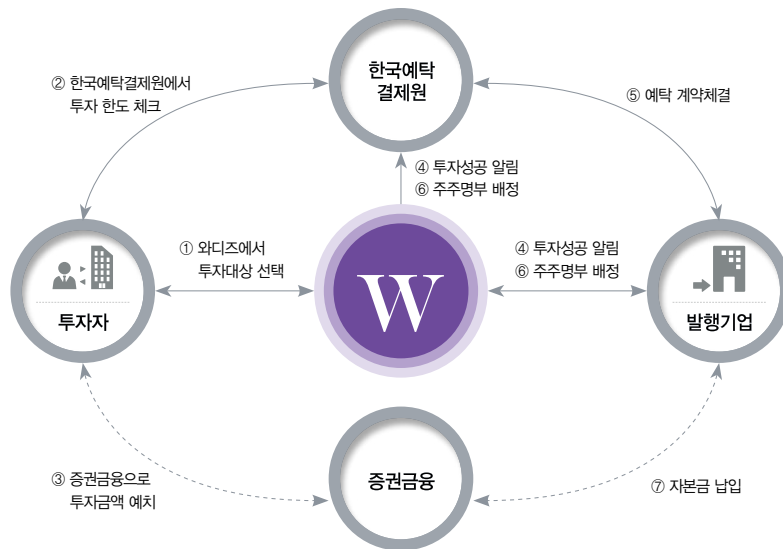 한국예탁
결제원
② 한국예탁결제원에서
투자 한도 체크
⑤ 예탁 계약체결
④ 투자성공 알림
⑥ 주주명부 배정
① 와디즈에서
투자대상 선택
④ 투자성공 알림
⑥ 주주명부 배정
투자자
W
발행기업
③ 증권금융으로
투자금액 예치
증권금융
⑦ 자본금 납입